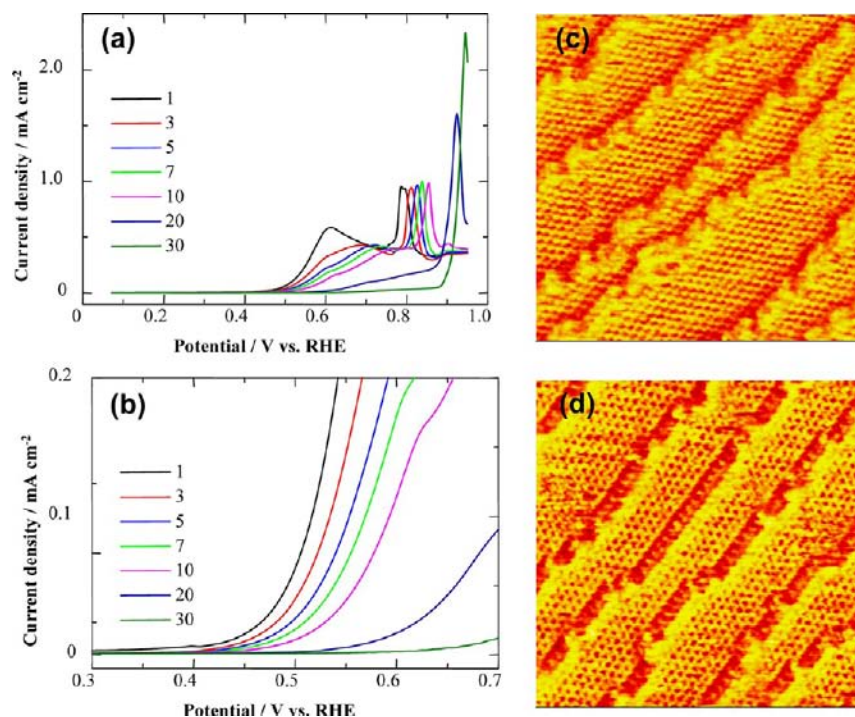 (a)
Current density / mA cm-2
2.0
1.0
0
1
3
5
7
10
20
30
0 0.2 0.4 0.6 0.8 1.0
Potential / V vs. RHE
(b)
Current density / mA cm-2
0.2
0.1
0
1
3
5
7
10
20
30
0.3 0.4 0.5 0.6 0.7
Potential / V vs. RHE
(c)
(d)